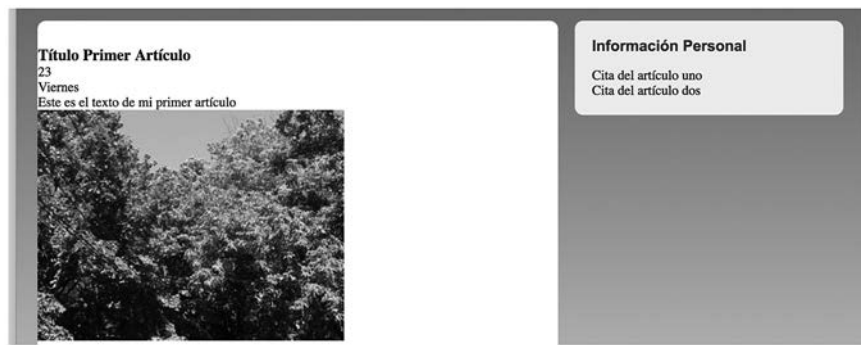 Título Primer Artículo
23
Viernes
Este es el texto de mi primer artículo
Información Personal
Cita del artículo uno
Cita del artículo dos